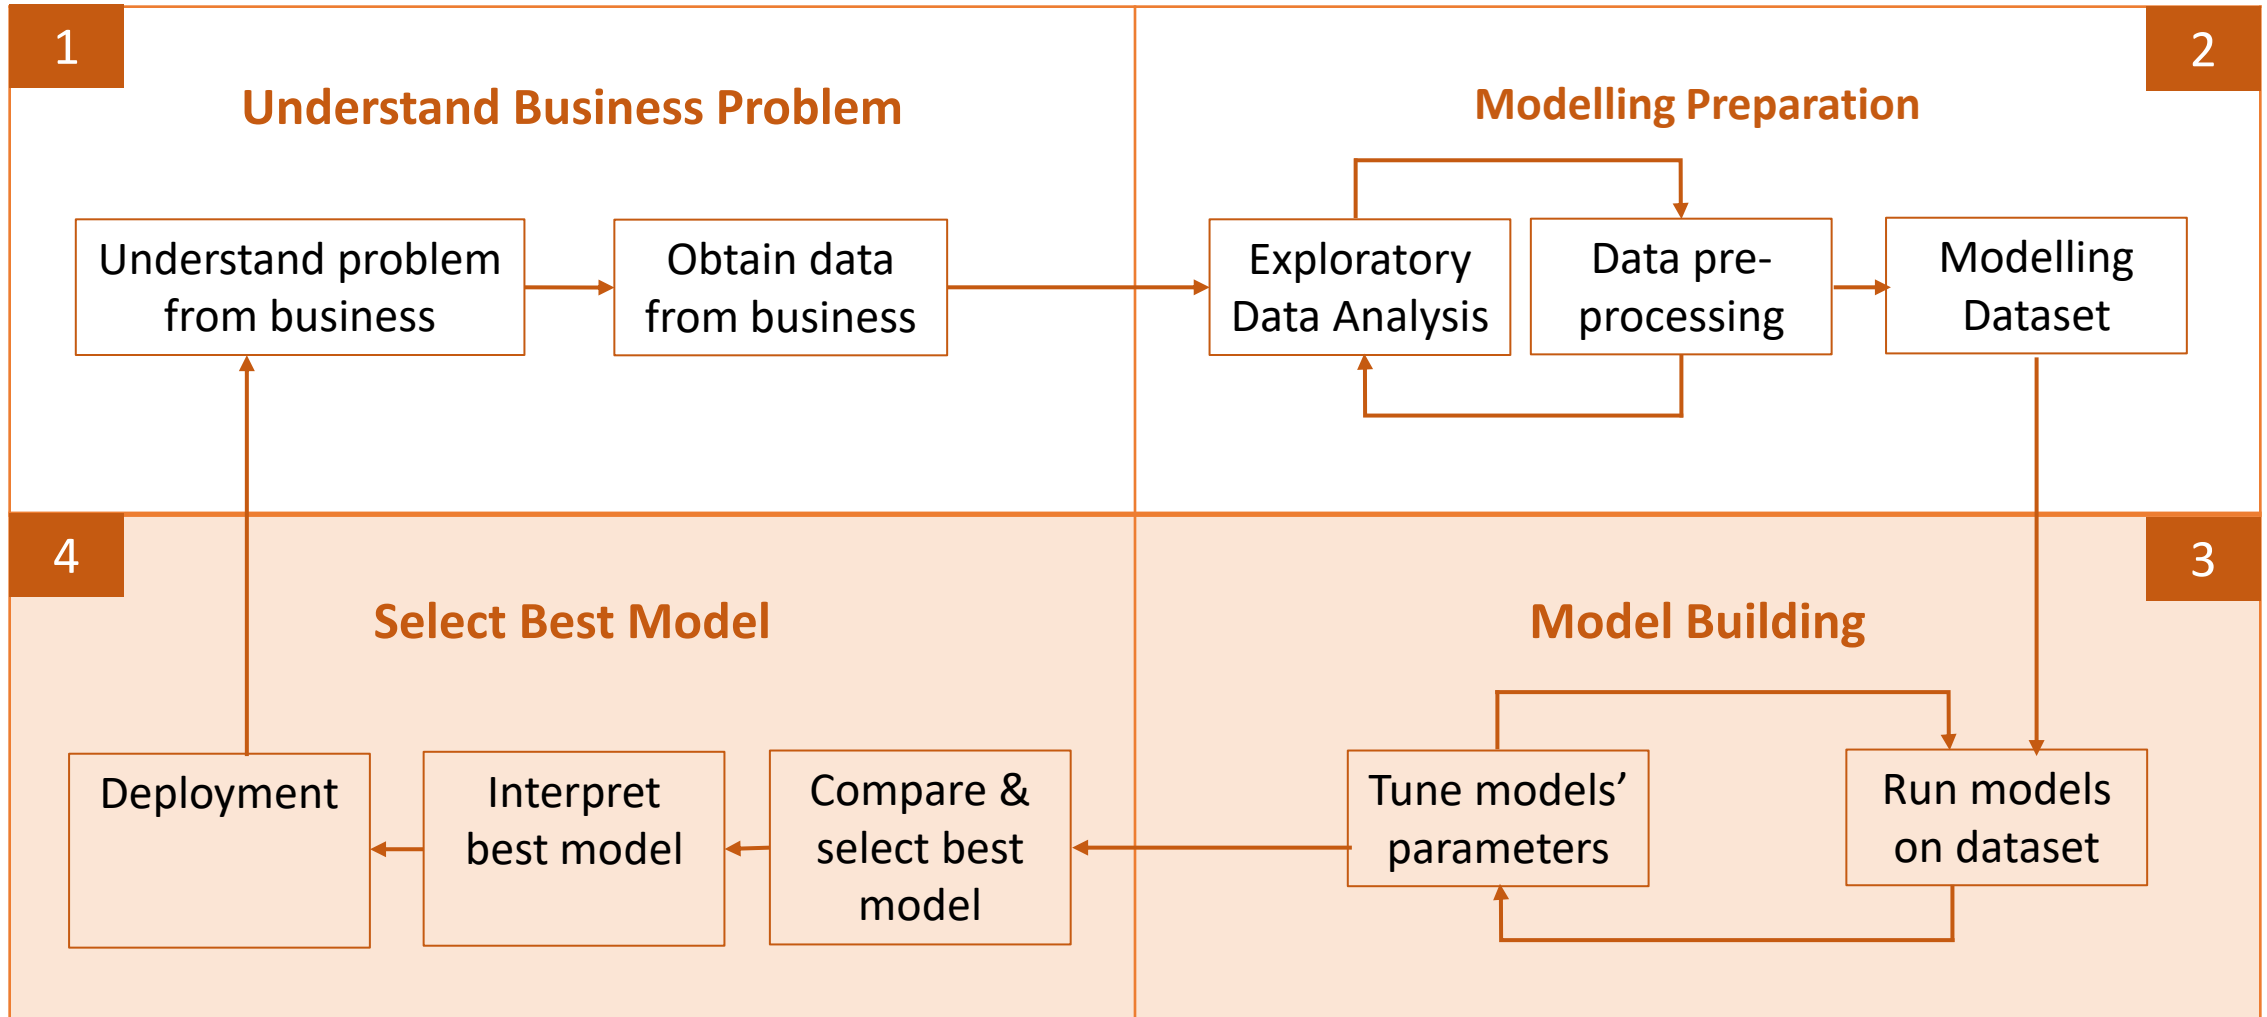 1
Understand Business Problem
Understand problem
from business
Obtain data
from business
2
Modelling Preparation
Exploratory
Data Analysis
Data pre-
processing
Modelling
Dataset
4
Select Best Model
Deployment
Interpret
best model
Compare &
select best
model
3
Model Building
Tune models’
parameters
Run models
on dataset